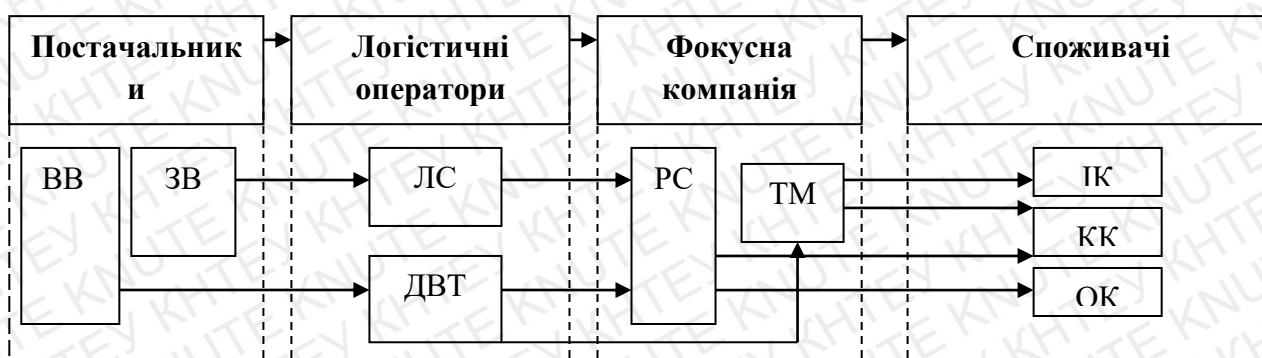 Постачальник
и
Логістичні
оператори
Фокусна
компанія
Споживачі
ВВ
ЗВ
ЛС
РС
ТМ
ІК
КК
ДВТ
ОК